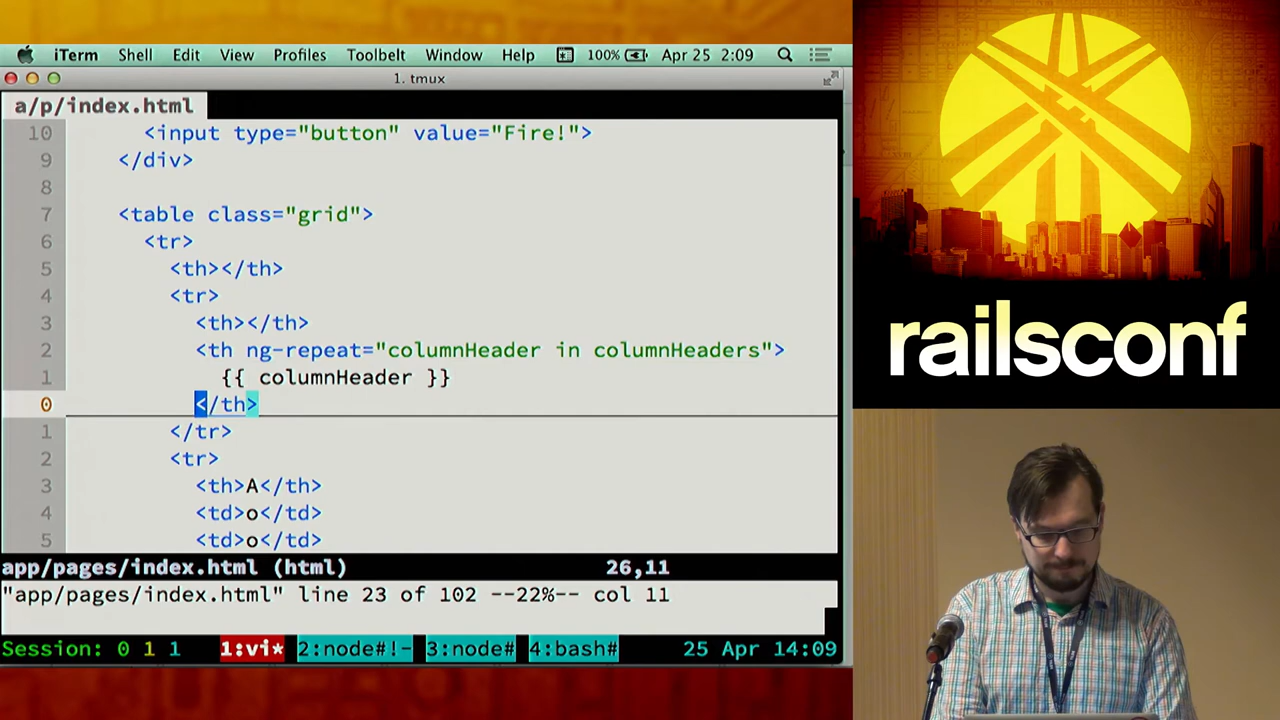 iTerm Shell Edit View Profiles Toolbelt Window Help 100% Apr 25 2:09
1. tmux
a/p/index.html
10 <input type="button" value="Fire!">
9 </div>
8
7 <table class="grid">
6 <tr>
5 <th></th>
4 <tr>
3 <th></th>
2 <th ng-repeat="columnHeader in columnHeaders">
1 {{ columnHeader }}
0 </th>
1 </tr>
2 <tr>
3 <th>A</th>
4 <td>o</td>
5 <td>o</td>
app/pages/index.html (html) 26,11
"app/pages/index.html" line 23 of 102 --22%-- col 11
Session: 0 1 1 1:vi* 2:node#!- 3:node# 4:bash# 25 Apr 14:09
railsconf